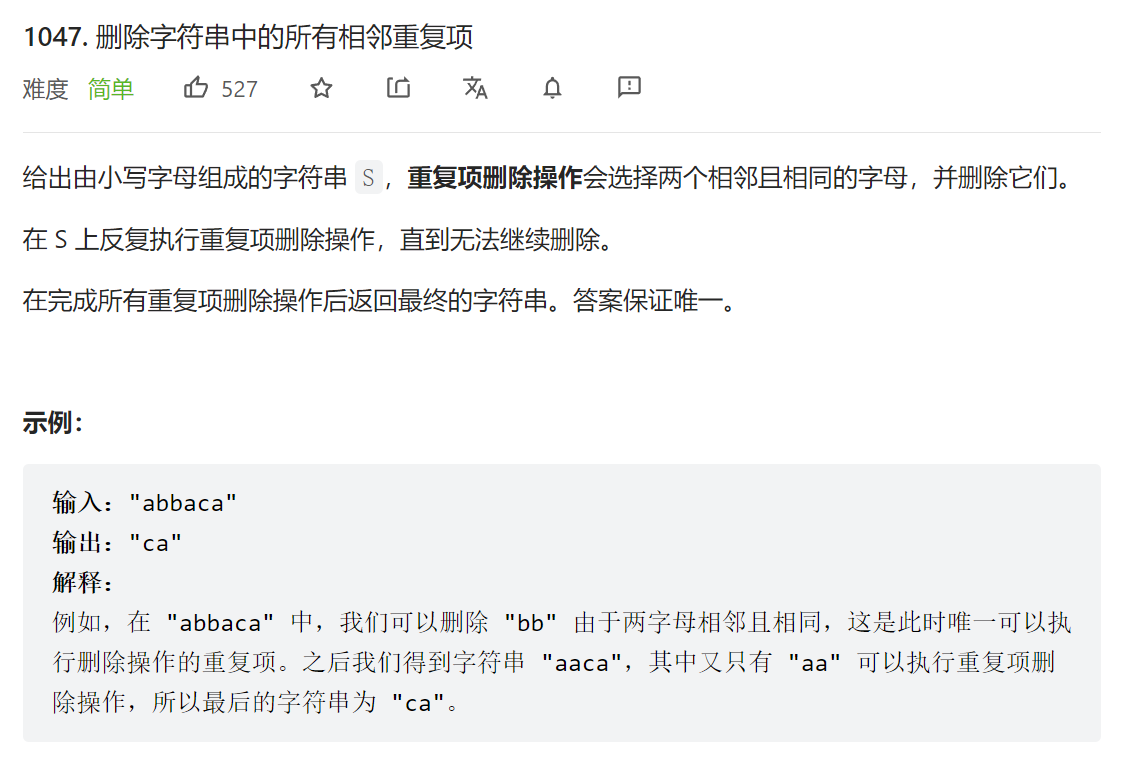 1047. 删除字符串中的所有相邻重复项
难度 简单 527
给出由小写字母组成的字符串 S，重复项删除操作会选择两个相邻且相同的字母，并删除它们。
在 S 上反复执行重复项删除操作，直到无法继续删除。
在完成所有重复项删除操作后返回最终的字符串。答案保证唯一。
示例：
输入："abbaca"
输出："ca"
解释：
例如，在 "abbaca" 中，我们可以删除 "bb" 由于两字母相邻且相同，这是此时唯一可以执
行删除操作的重复项。之后我们得到字符串 "aaca"，其中又只有 "aa" 可以执行重复项删
除操作，所以最后的字符串为 "ca"。